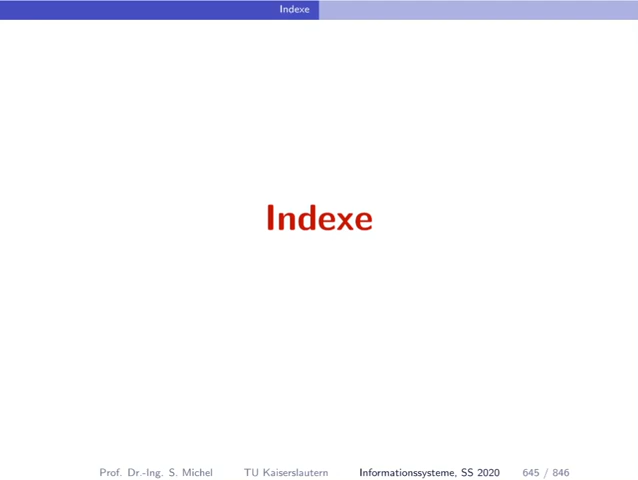 Indexe
Indexe
Prof. Dr.-Ing. S. Michel TU Kaiserslautern Informationssysteme, SS 2020 645 / 846